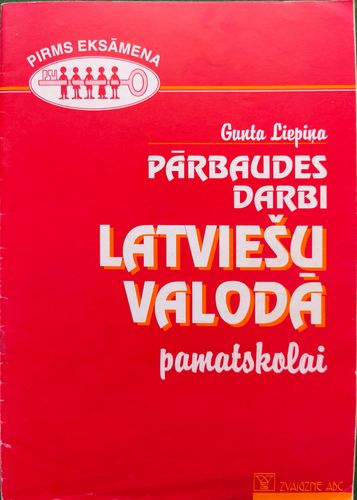 PIRMS EKSĀMENA
Gunta Liepiņa
PĀRBAUDES
DARBI
LATVIEŠU
VALODĀ
pamatskolai
ZVAIGZNE ABC